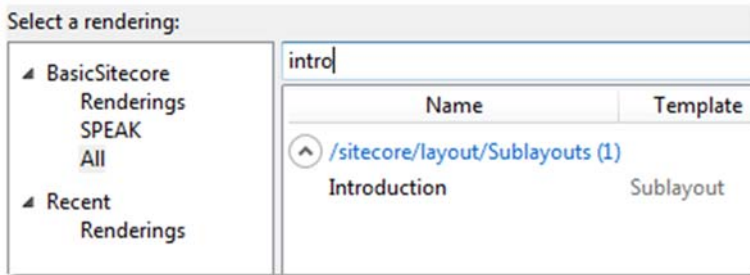 Select a rendering:
BasicSitecore
Renderings
SPEAK
All
Recent
Renderings
intro
Name Template
/sitecore/layout/Sublayouts (1)
Introduction Sublayout